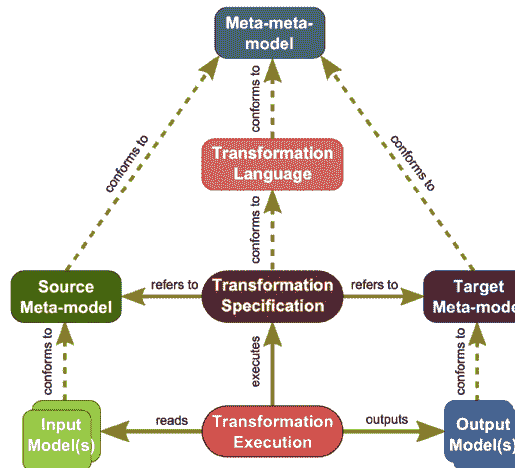 Meta-meta-
model
conforms to
conforms to
conforms to
Transformation
Language
conforms to
Source
Meta-model
refers to
Transformation
Specification
refers to
Target
Meta-mode
conforms to
executes
conforms to
Input
Model(s)
reads
Transformation
Execution
outputs
Output
Model(s)